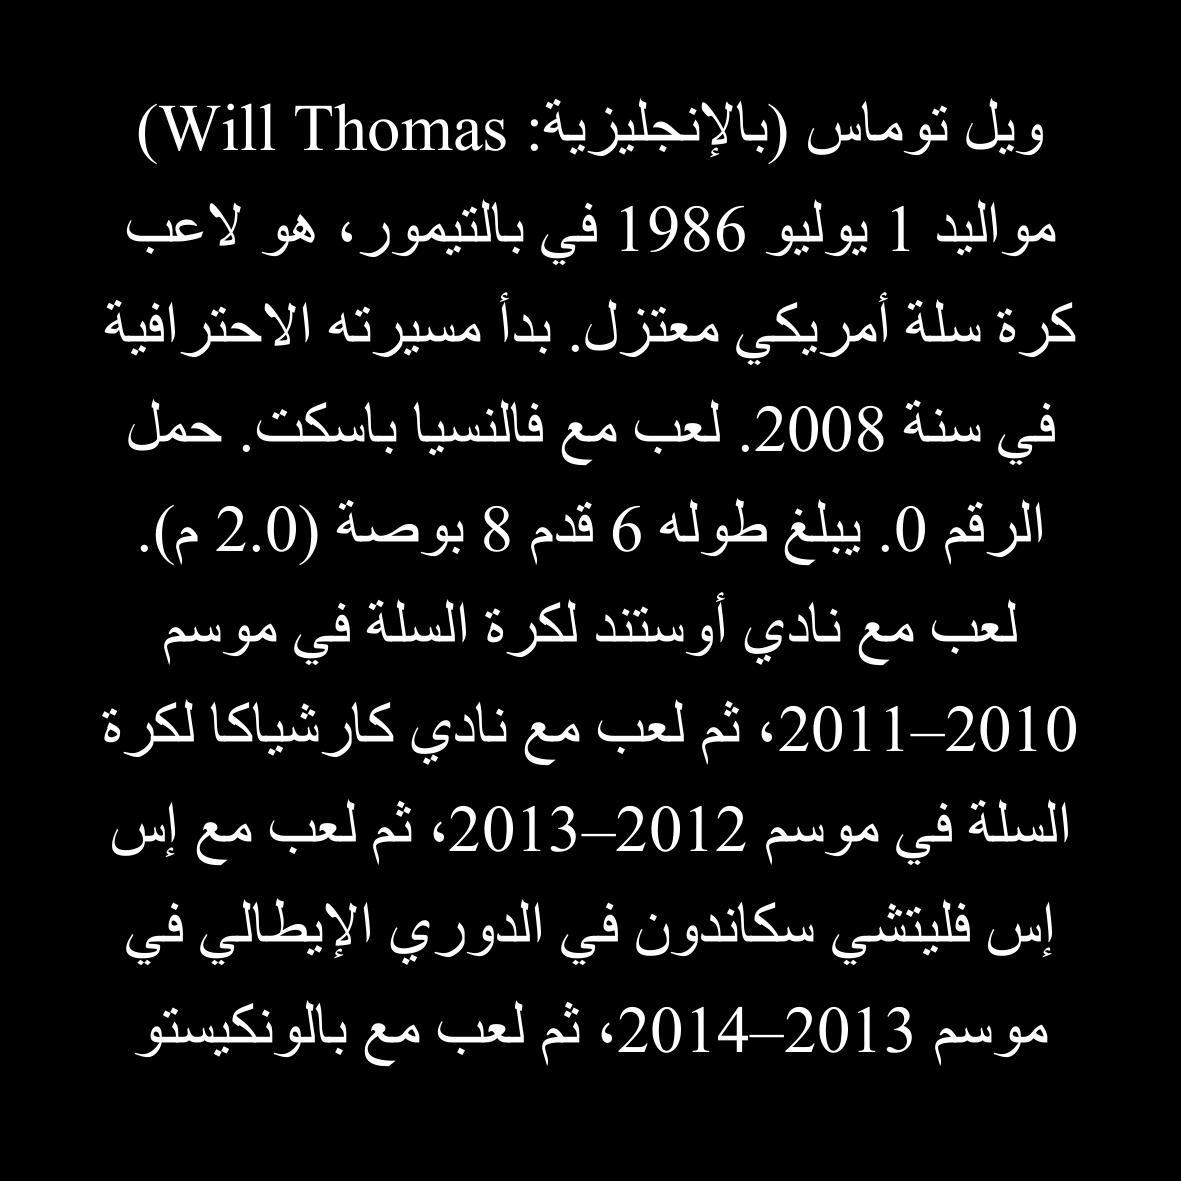 ويل توماس (بالإنجليزية: Will Thomas)
مواليد 1 يوليو 1986 في بالتيمور، هو لاعب
كرة سلة أمريكي معتزل. بدأ مسيرته الاحترافية
في سنة 2008. لعب مع فالنسيا باسكت. حمل
الرقم 0. يبلغ طوله 6 قدم 8 بوصة (2.0 م).
لعب مع نادي أوستند لكرة السلة في موسم
2010–2011، ثم لعب مع نادي كارشياكا لكرة
السلة في موسم 2012–2013، ثم لعب مع إس
إس فليتشي سكاندون في الدوري الإيطالي في
موسم 2013–2014، ثم لعب مع بالونكيستو